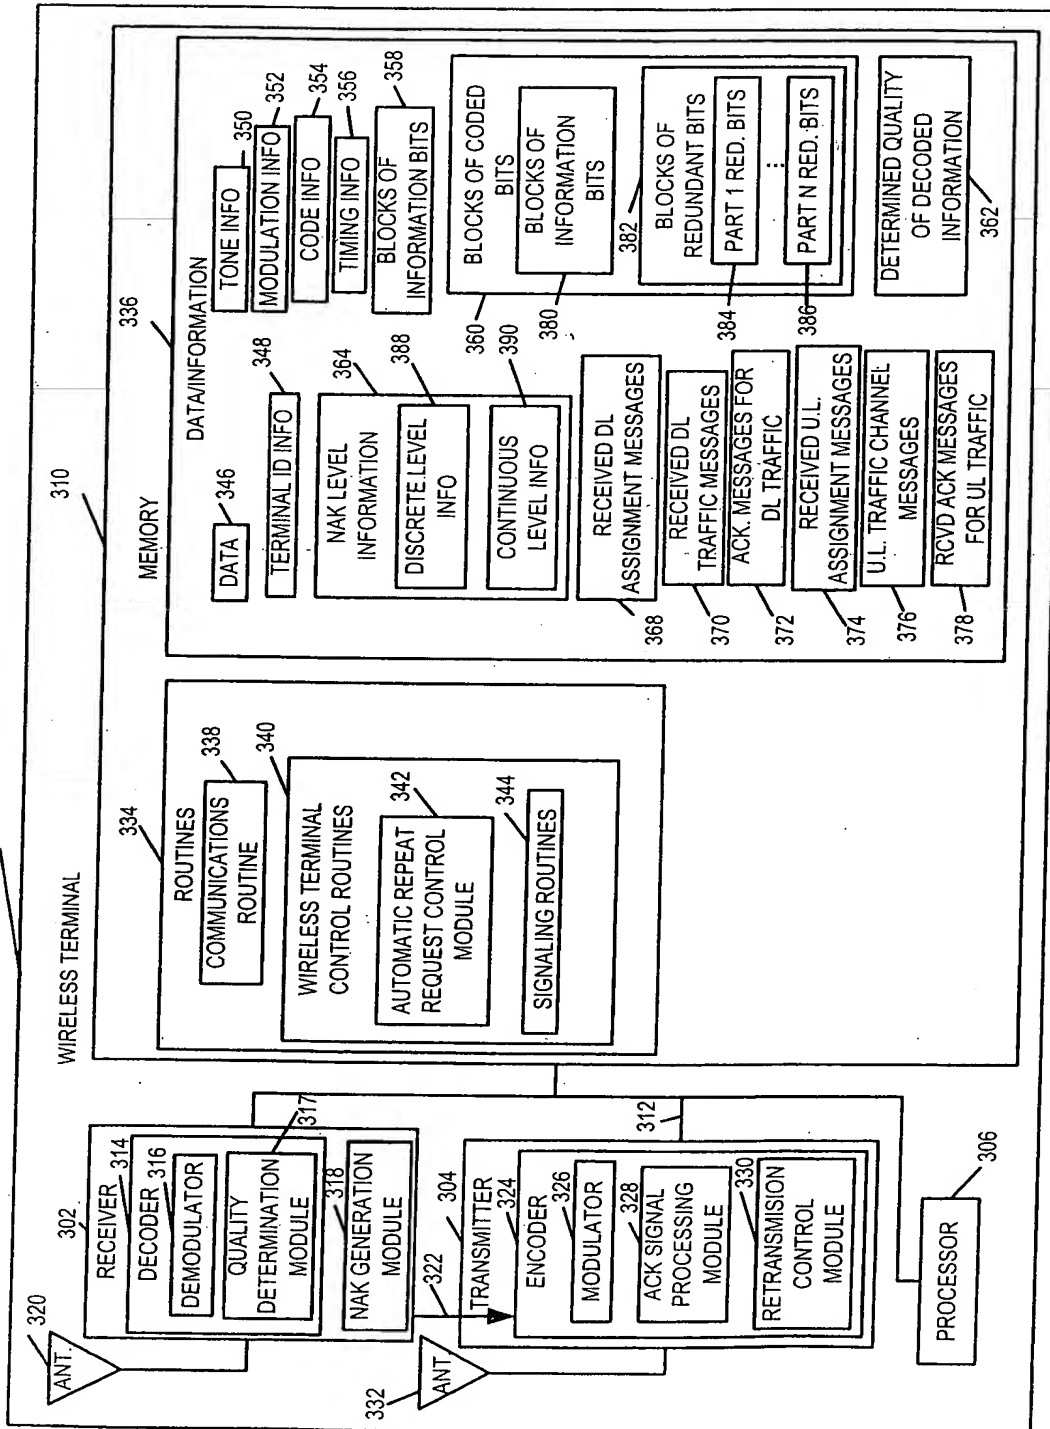 WIRELESS TERMINAL
310
320
ANT.
302
RECEIVER
314
DECODER
316
DEMODULATOR
317
QUALITY
DETERMINATION
MODULE
318
NAK GENERATION
MODULE
322
332
ANT
304
TRANSMITTER
324
ENCODER
326
MODULATOR
328
ACK SIGNAL
PROCESSING
MODULE
330
RETRANSMISION
CONTROL
MODULE
312
306
PROCESSOR
MEMORY
334
ROUTINES
338
COMMUNICATIONS
ROUTINE
340
WIRELESS TERMINAL
CONTROL ROUTINES
342
AUTOMATIC REPEAT
REQUEST CONTROL
MODULE
344
SIGNALING ROUTINES
336
DATA/INFORMATION
346
DATA
348
TERMINAL ID INFO
364
NAK LEVEL
INFORMATION
388
DISCRETE LEVEL
INFO
390
CONTINUOUS
LEVEL INFO
RECEIVED DL
ASSIGNMENT MESSAGES
368
RECEIVED DL
TRAFFIC MESSAGES
370
ACK. MESSAGES FOR
DL TRAFFIC
372
RECEIVED U.L.
ASSIGNMENT MESSAGES
374
U.L. TRAFFIC CHANNEL
MESSAGES
376
RCVD ACK MESSAGES
FOR UL TRAFFIC
378
350
TONE INFO
352
MODULATION INFO
354
CODE INFO
356
TIMING INFO
358
BLOCKS OF
INFORMATION BITS
360
BLOCKS OF CODED
BITS
BLOCKS OF
INFORMATION
BITS
380
382
BLOCKS OF
REDUNDANT BITS
PART 1 RED. BITS
384
...
PART N RED. BITS
386
DETERMINED QUALITY
OF DECODED
INFORMATION
362